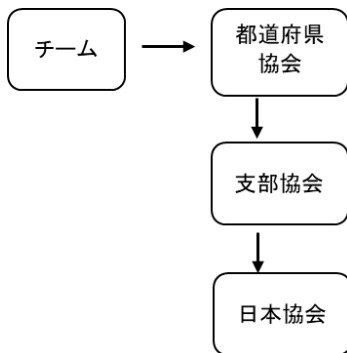 チーム
都道府県
協会
支部協会
日本協会